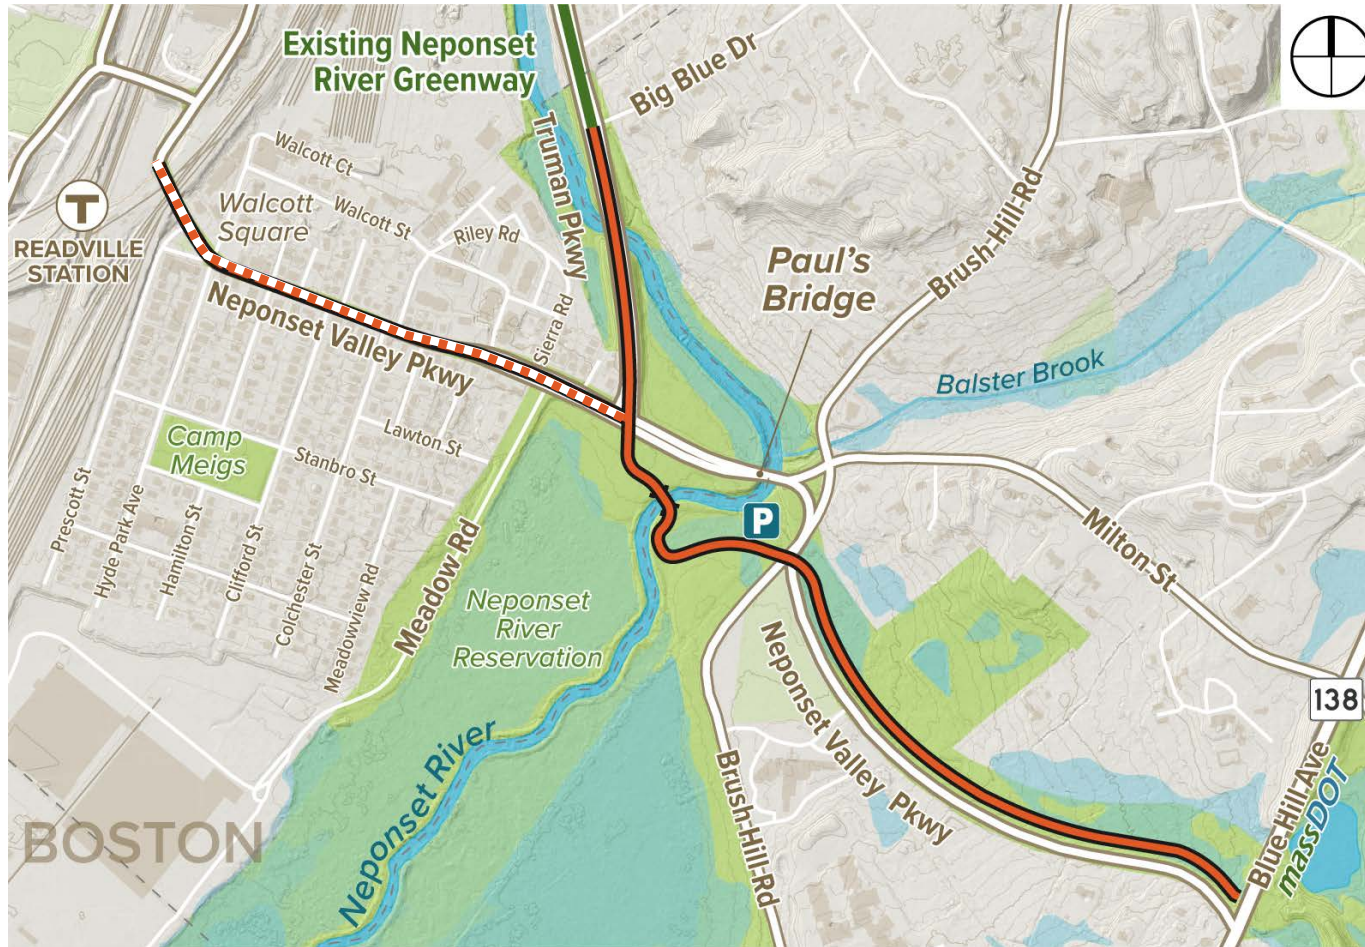 Existing Neponset
River Greenway
Big Blue Dr
Truman Pkwy
Walcott Ct
Walcott St
Walcott
Square
Riley Rd
T
READVILLE
STATION
Brush-Hill-Rd
Paul's
Bridge
Sierra Rd
Neponset Valley Pkwy
Balster Brook
Camp
Meigs
Lawton St
Stanbro St
Prescott St
Hyde Park Ave
Hamilton St
Clifford St
Colchester St
Meadowview Rd
Meadow Rd
P
Milton-St
Neponset
River
Reservation
Neponset Valley Pkwy
138
Neponset River
Brush-Hill-Rd
Blue-Hill-Ave
massDOT
BOSTON